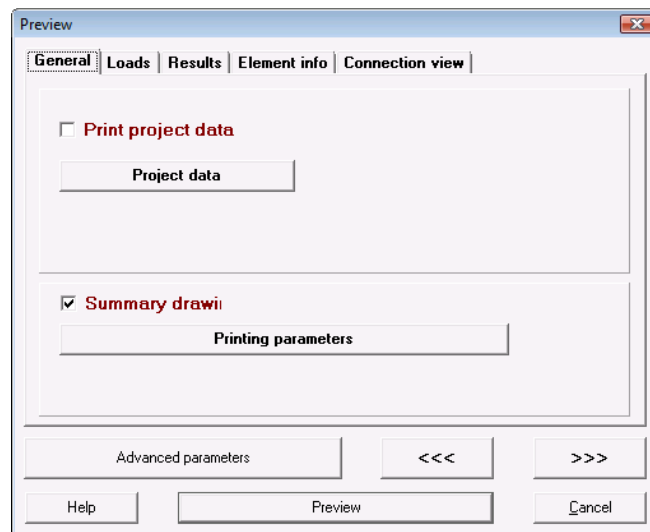 Preview
General Loads Results Element info Connection view
Print project data
Project data
Summary drawi
Printing parameters
Advanced parameters <<< >>>
Help Preview Cancel